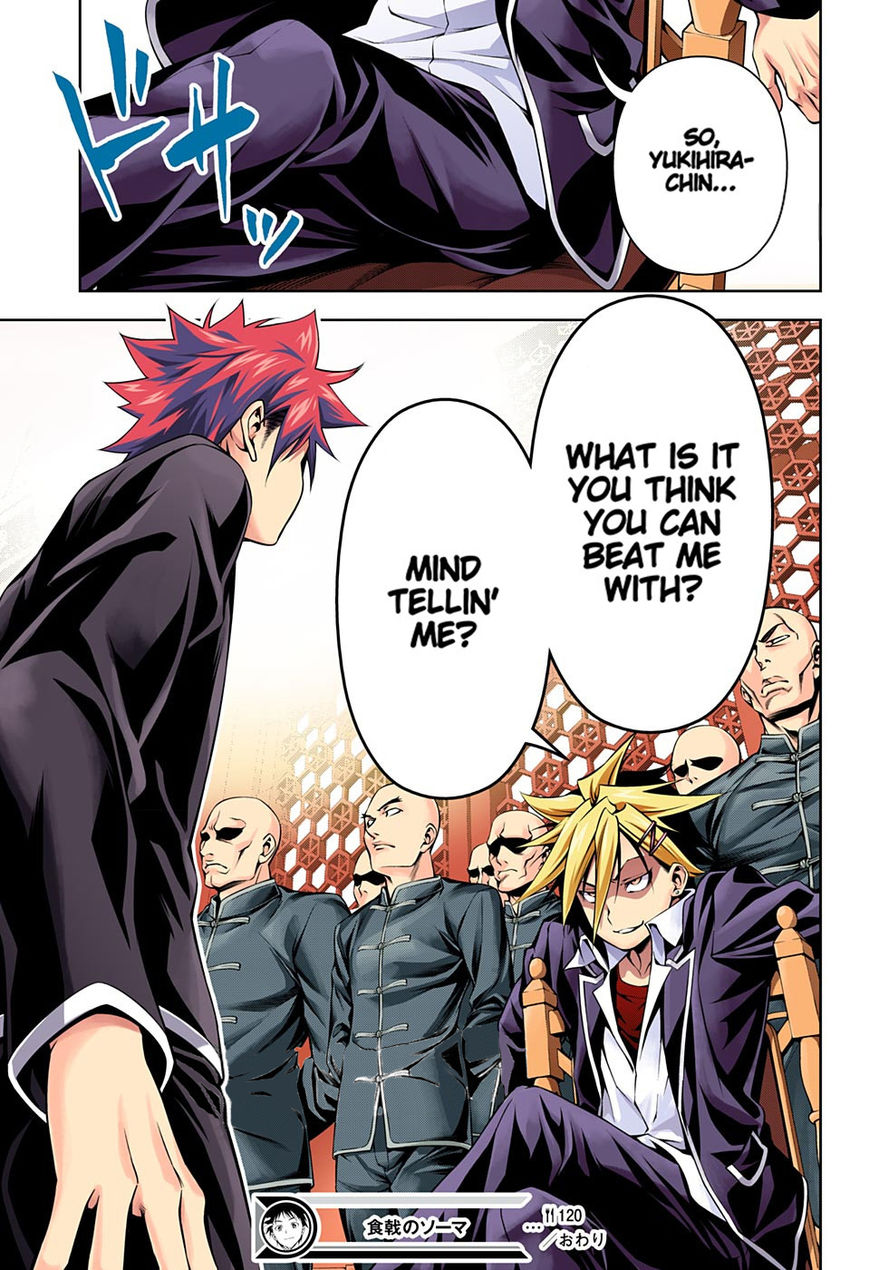 ドサッ
SO,
YUKIHIRA-
CHIN...
WHAT IS IT
YOU THINK
YOU CAN
BEAT ME
WITH?
MIND
TELLIN'
ME?
食戟のソーマ
...120
／おわり